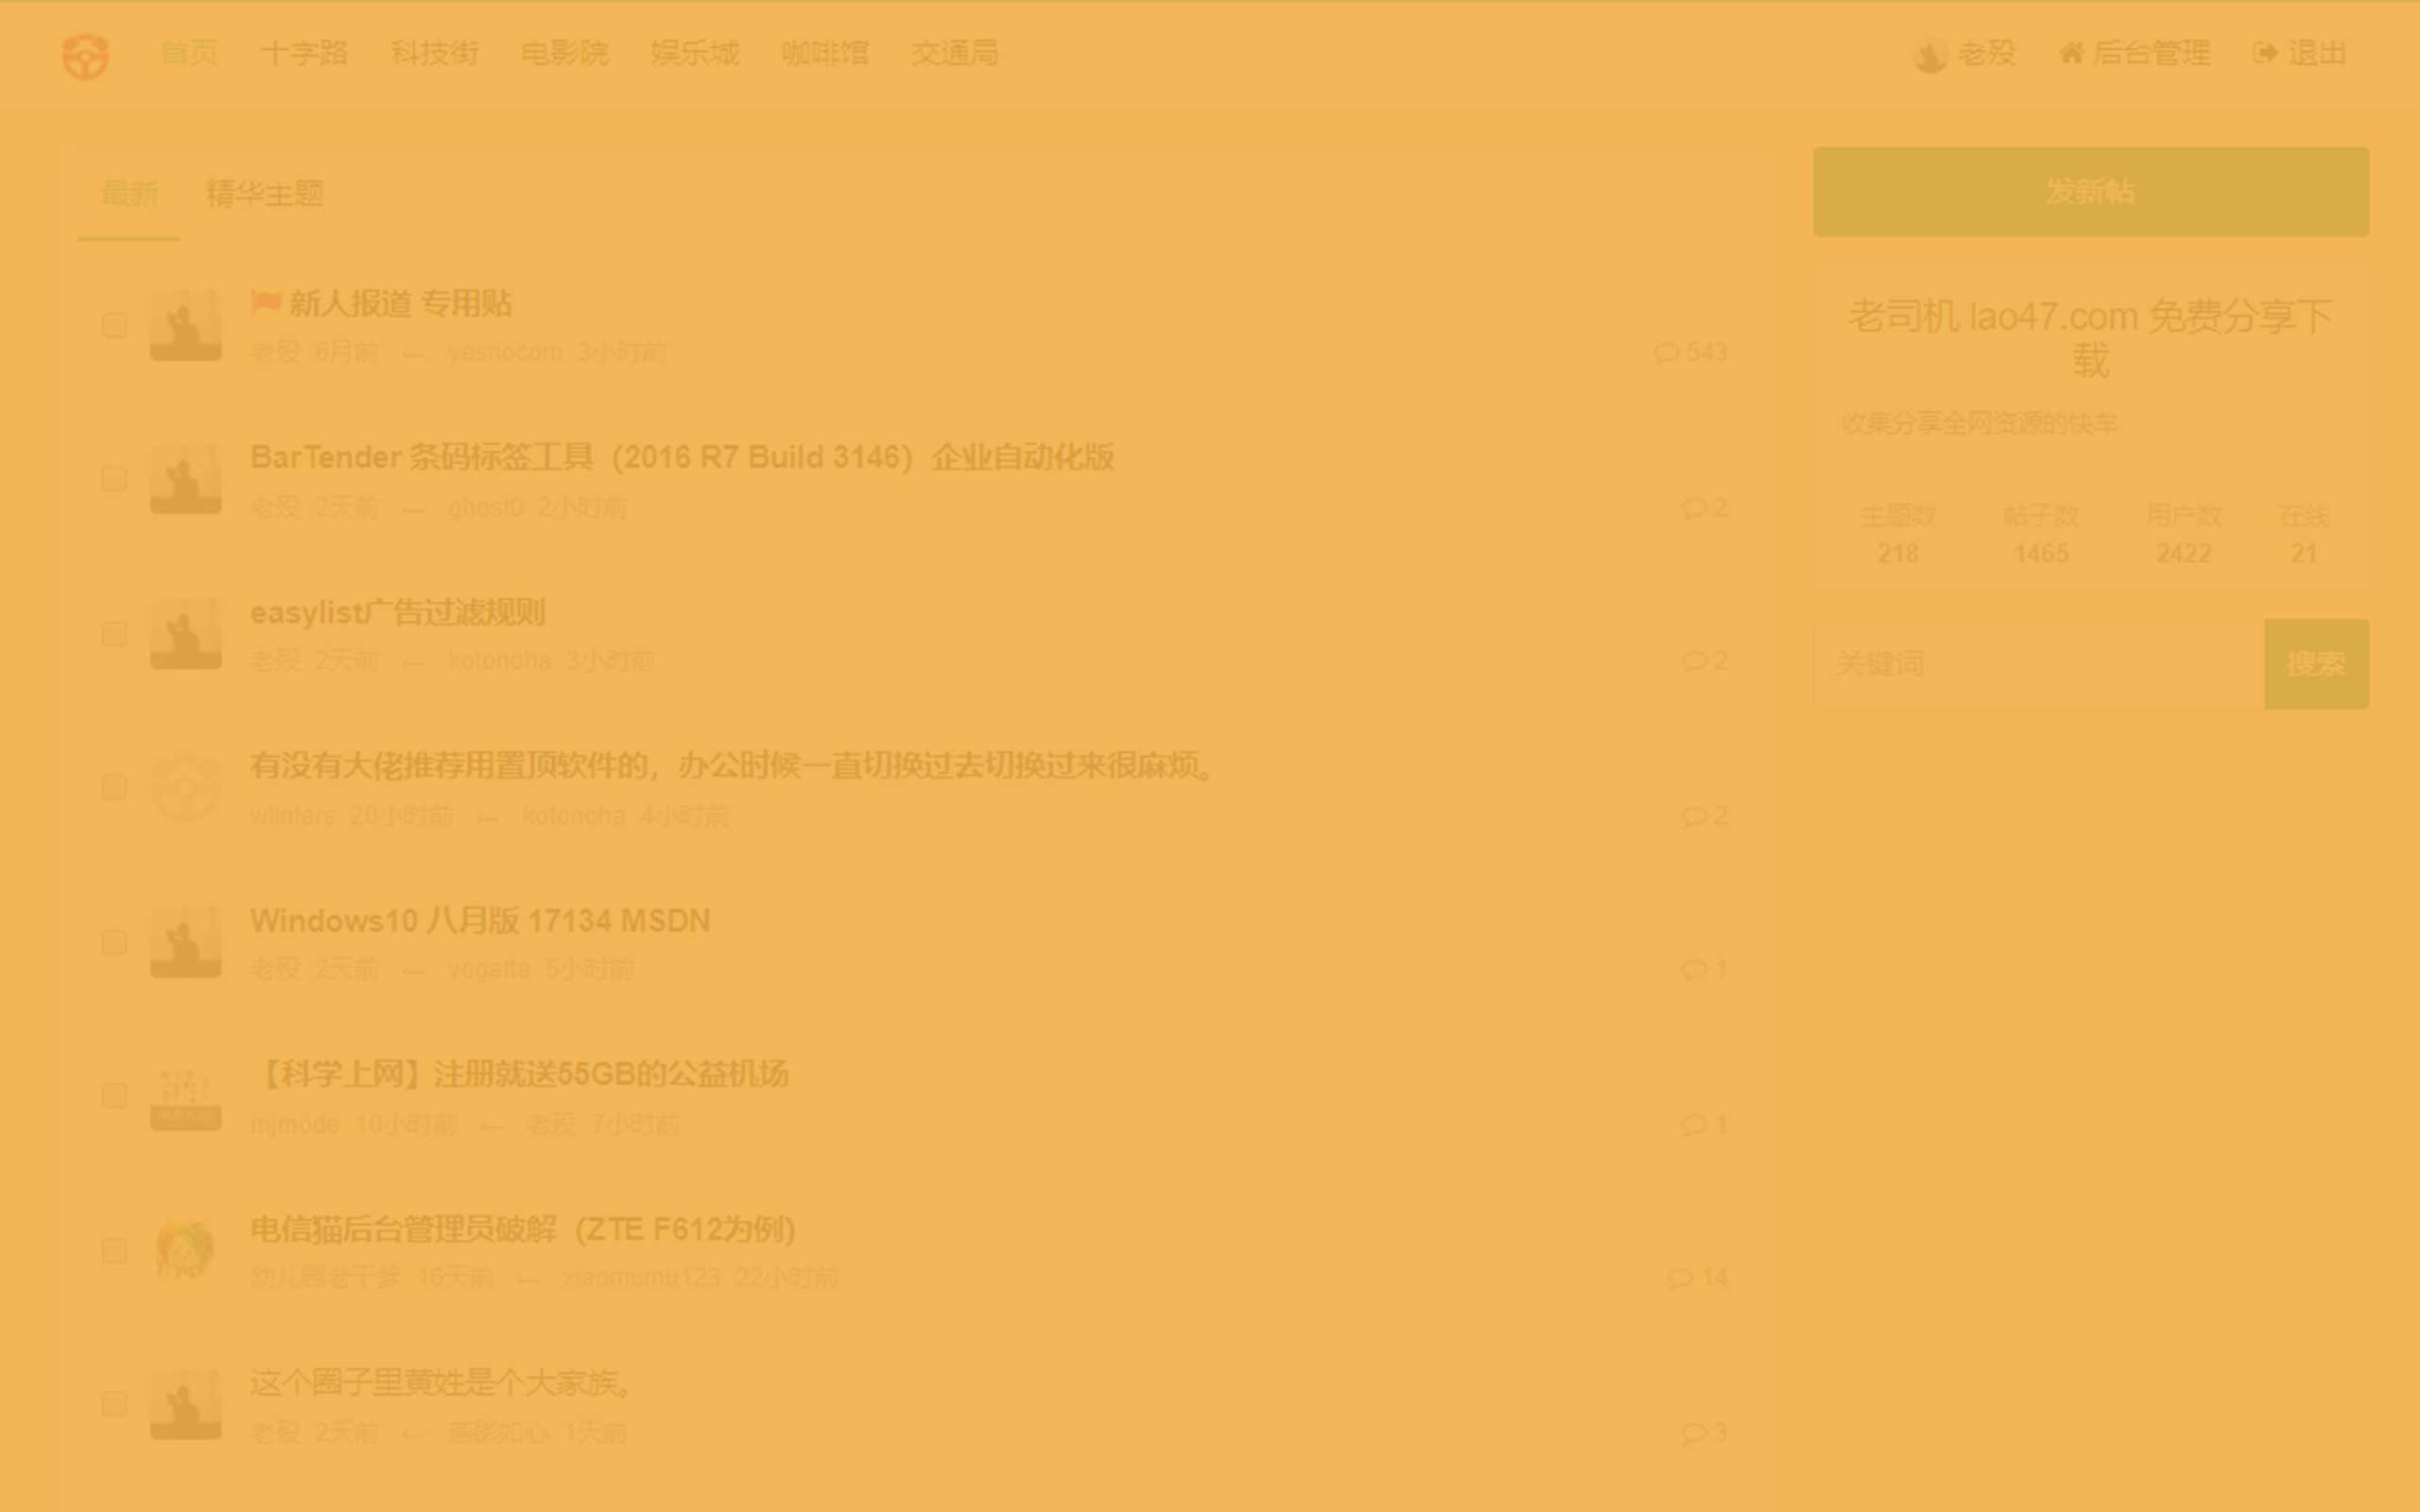 首页 十字路 科技街 电影院 娱乐城 咖啡馆 交通局 老殁 后台管理 退出
最新 精华主题
发新帖
新人报道 专用贴
老殁 6月前 ← yesnocom 3小时前 543
BarTender 条码标签工具（2016 R7 Build 3146）企业自动化版
老殁 2天前 ← ghost0 2小时前 2
easylist广告过滤规则
老殁 2天前 ← kotonoha 3小时前 2
有没有大佬推荐用置顶软件的，办公时候一直切换过去切换过来很麻烦。
wlinters 20小时前 ← kotonoha 4小时前 2
Windows10 八月版 17134 MSDN
老殁 2天前 ← yogatta 5小时前 1
【科学上网】注册就送55GB的公益机场
mjmode 10小时前 ← 老殁 7小时前 1
电信猫后台管理员破解（ZTE F612为例）
16天前 ← xiaomumu123 22小时前 14
这个圈子里黄姓是个大家族。
老殁 2天前 ← 1天前 3
老司机 lao47.com 免费分享下
载
收集分享全网资源的快车
主题数 帖子数 用户数 在线
218 1465 2422 21
关键词 搜索